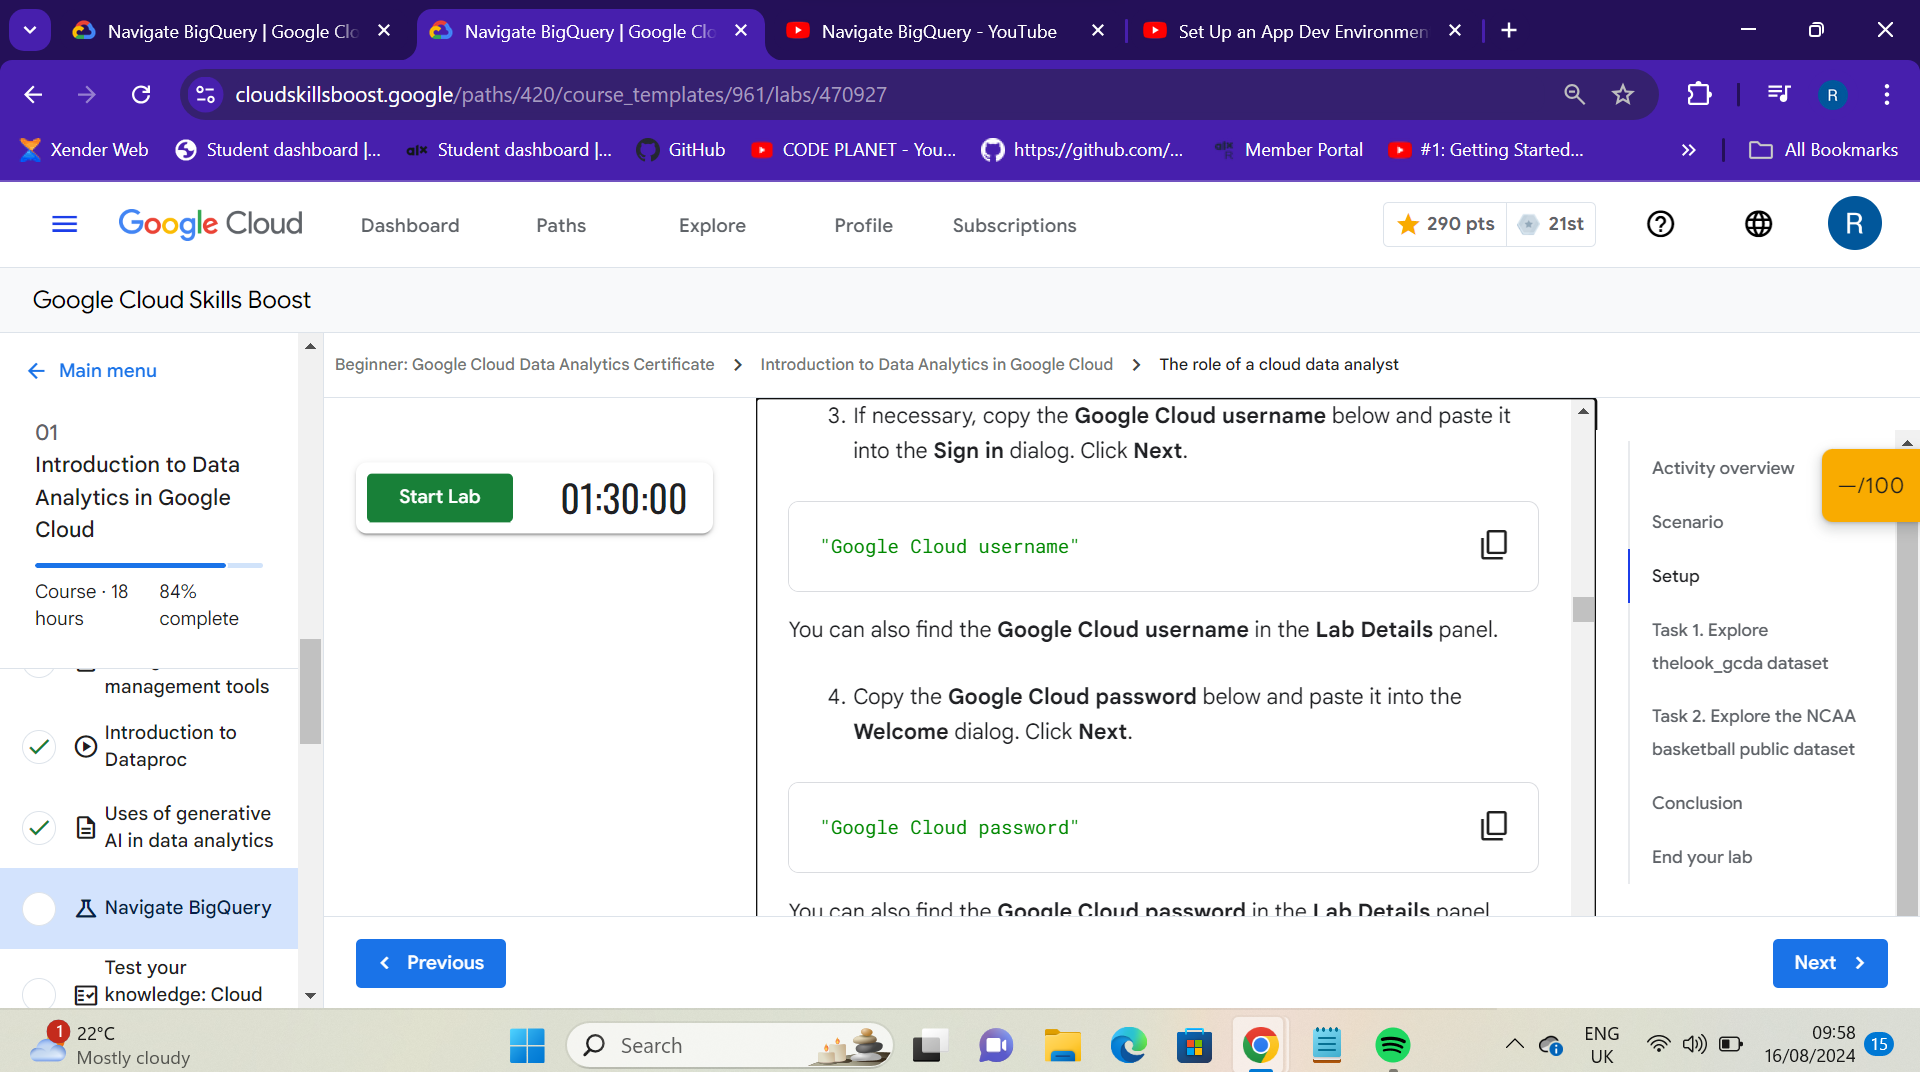 Navigate BigQuery | Google Clo
Navigate BigQuery | Google Clo
Navigate BigQuery - YouTube
Set Up an App Dev Environmen
cloudskillsboost.google/paths/420/course_templates/961/labs/470927
R
Xender Web
Student dashboard |...
alx Student dashboard |...
GitHub
CODE PLANET - You...
https://github.com/...
Member Portal
#1: Getting Started...
All Bookmarks
Google Cloud
Dashboard
Paths
Explore
Profile
Subscriptions
290 pts
21st
R
Google Cloud Skills Boost
Main menu
01
Introduction to Data
Analytics in Google
Cloud
Course · 18
hours
84%
complete
management tools
Introduction to
Dataproc
Uses of generative
AI in data analytics
Navigate BigQuery
Test your
knowledge: Cloud
Beginner: Google Cloud Data Analytics Certificate > Introduction to Data Analytics in Google Cloud > The role of a cloud data analyst
Start Lab
01:30:00
3. If necessary, copy the Google Cloud username below and paste it
into the Sign in dialog. Click Next.
"Google Cloud username"
You can also find the Google Cloud username in the Lab Details panel.
4. Copy the Google Cloud password below and paste it into the
Welcome dialog. Click Next.
"Google Cloud password"
You can also find the Google Cloud password in the Lab Details panel
Activity overview
Scenario
Setup
Task 1. Explore
thelook_gcda dataset
Task 2. Explore the NCAA
basketball public dataset
Conclusion
End your lab
—/100
Previous
Next
1
22°C
Mostly cloudy
Search
ENG
UK
09:58
16/08/2024
15